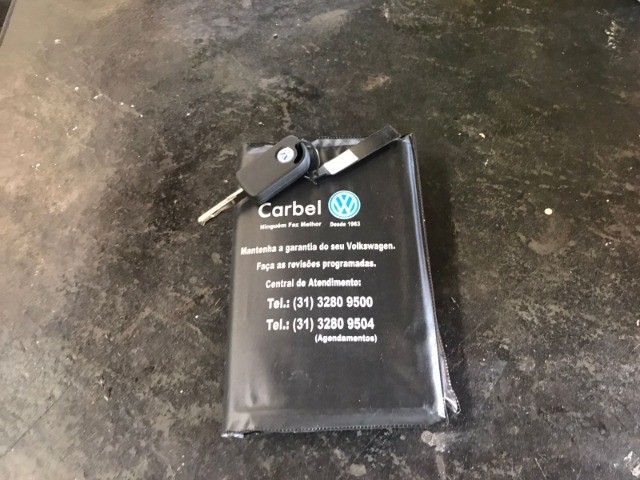 Carbel
Ninguém Faz Melhor Desde 1963
Mantenha a garantia do seu Volkswagen.
Faça as revisões programadas.
Central de Atendimento:
Tel.: (31) 3280 9500
Tel.: (31) 3280 9504
(Agendamentos)